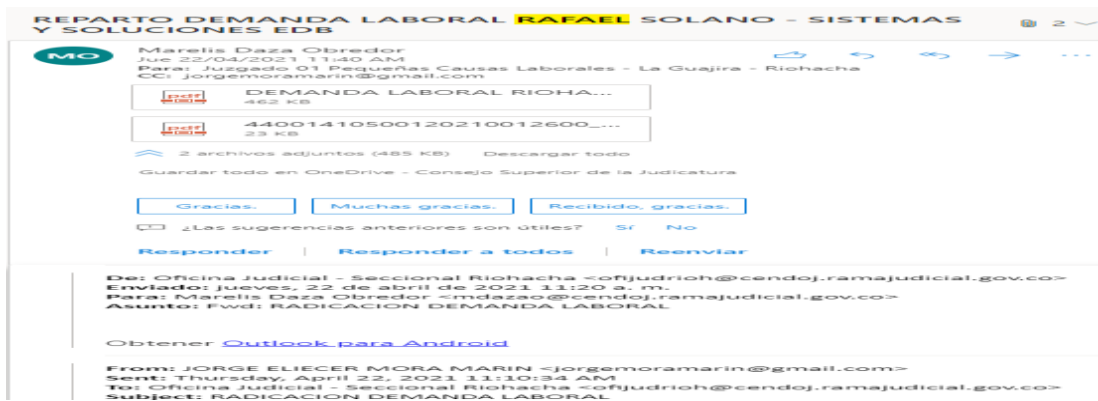 REPARTO DEMANDA LABORAL RAFAEL SOLANO - SISTEMAS
Y SOLUCIONES EDB
2
MO
Marelis Daza Obredor
Jue 22/04/2021 11:40 AM
Para: Juzgado 01 Pequeñas Causas Laborales - La Guajira - Riohacha
CC: jorgemoramarin@gmail.com
pdf
DEMANDA LABORAL RIOHA...
462 KB
pdf
44001410500120210012600_...
23 KB
2 archivos adjuntos (485 KB) Descargar todo
Guardar todo en OneDrive - Consejo Superior de la Judicatura
Gracias. Muchas gracias. Recibido, gracias.
¿Las sugerencias anteriores son útiles? Sí No
Responder Responder a todos Reenviar
De: Oficina Judicial - Seccional Riohacha <ofijudrioh@cendoj.ramajudicial.gov.co>
Enviado: jueves, 22 de abril de 2021 11:20 a. m.
Para: Marelis Daza Obredor <mdazao@cendoj.ramajudicial.gov.co>
Asunto: Fwd: RADICACION DEMANDA LABORAL
Obtener Outlook para Android
From: JORGE ELIECER MORA MARIN <jorgemoramarin@gmail.com>
Sent: Thursday, April 22, 2021 11:10:34 AM
To: Oficina Judicial - Seccional Riohacha <ofijudrioh@cendoj.ramajudicial.gov.co>
Subject: RADICACION DEMANDA LABORAL